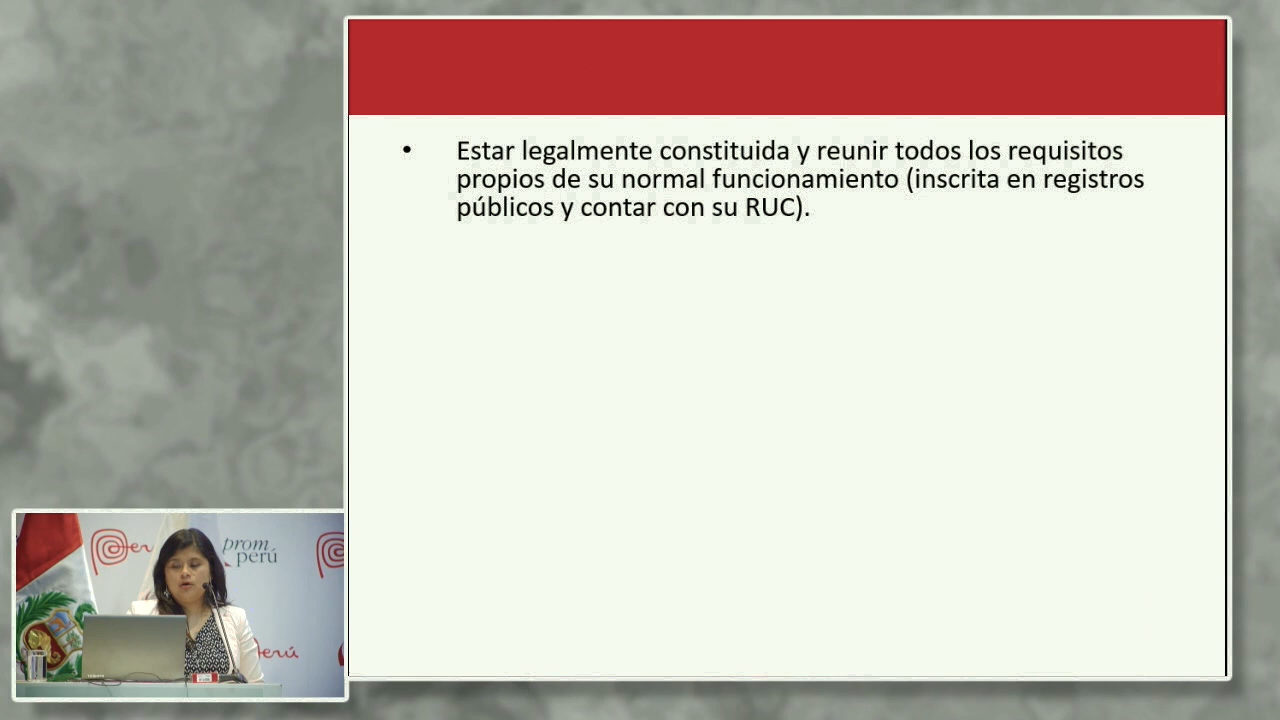 • Estar legalmente constituida y reunir todos los requisitos
propios de su normal funcionamiento (inscrita en registros
públicos y contar con su RUC).
Perú
prom
perú
erú